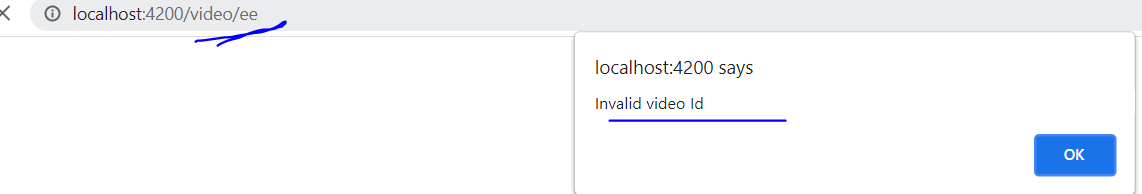 localhost:4200/video/ee
localhost:4200 says
Invalid video Id
OK